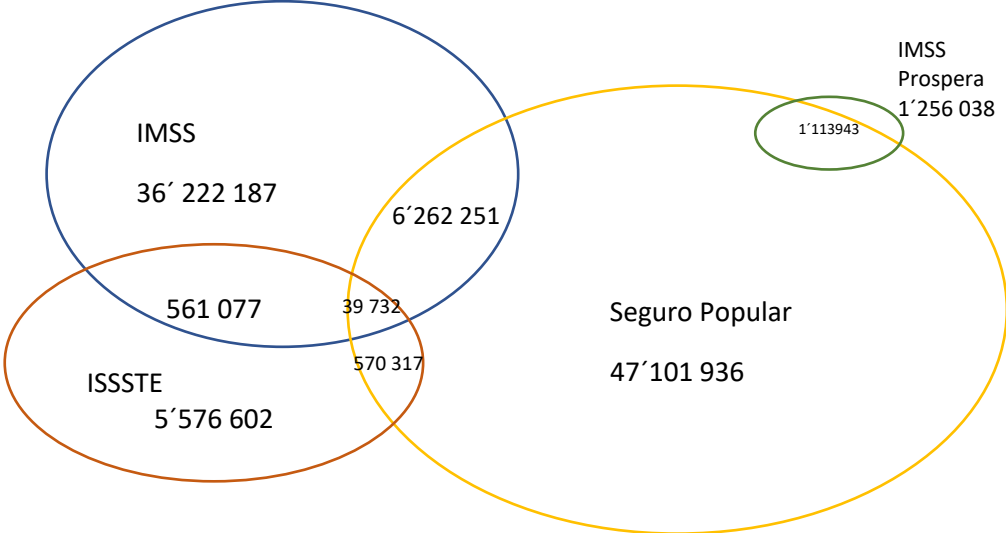 IMSS
Prospera
1´256 038
1´113943
IMSS
36´ 222 187
6´262 251
561 077
39 732
Seguro Popular
47´101 936
570 317
ISSSTE
5´576 602